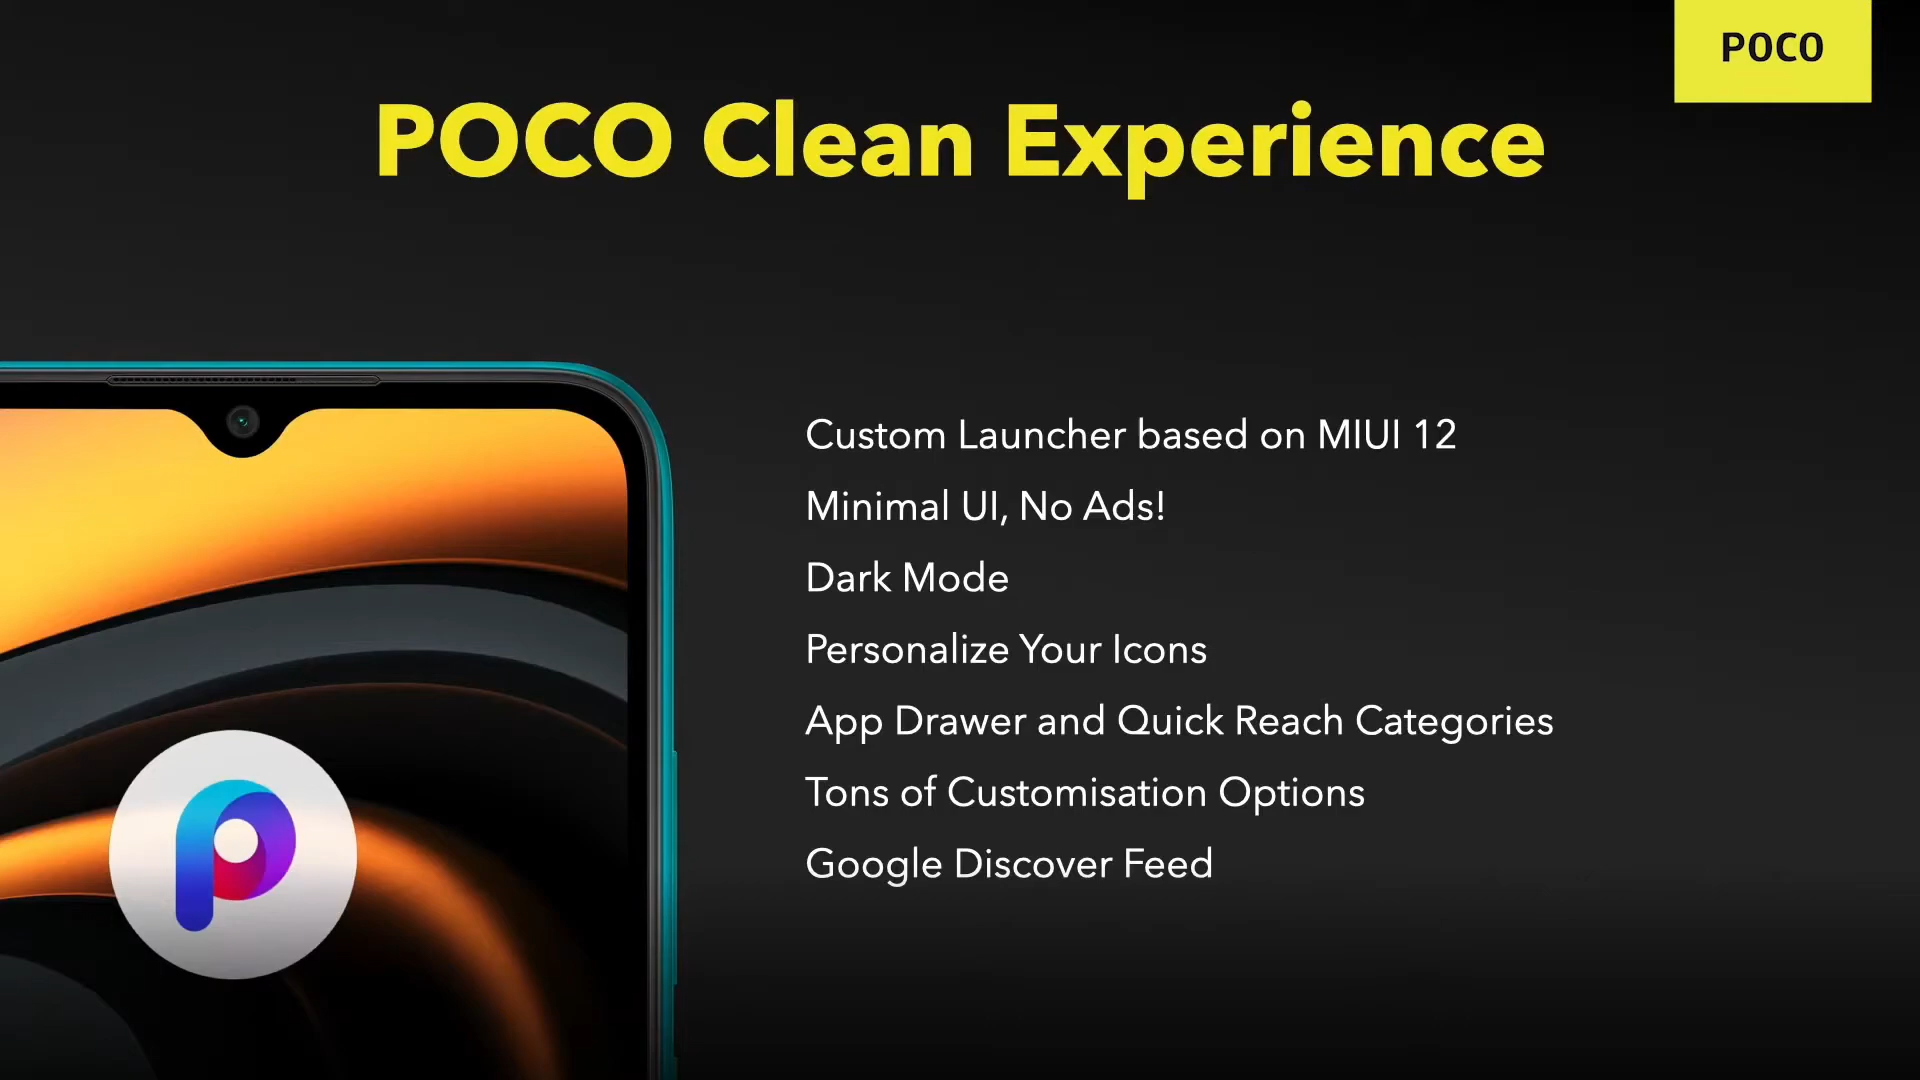 POCO
POCO Clean Experience
Custom Launcher based on MIUI 12
Minimal UI, No Ads!
Dark Mode
Personalize Your Icons
App Drawer and Quick Reach Categories
Tons of Customisation Options
Google Discover Feed